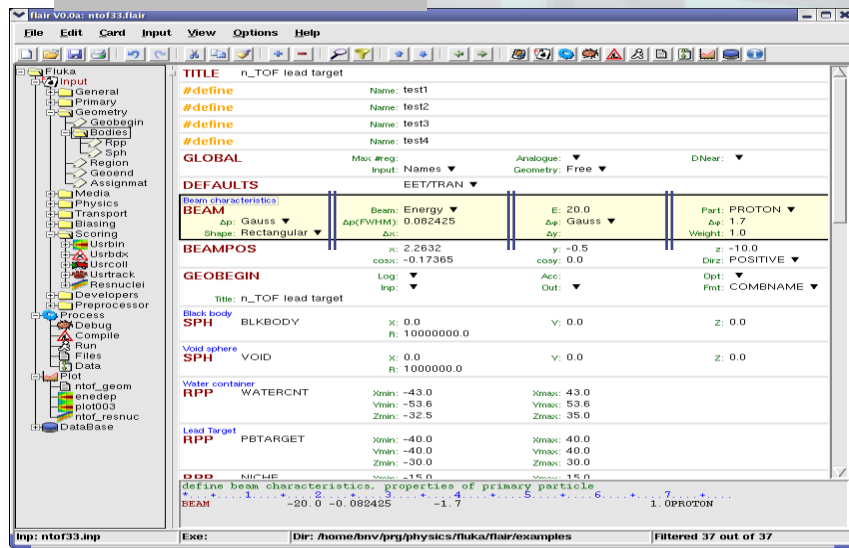 flair V0.0a: ntof33.flair
File Edit Card Input View Options Help
Fluka
Input
General
Primary
Geometry
Geobegin
Bodies
Rpp
Sph
Region
Geoend
Assignmat
Media
Physics
Transport
Biasing
Scoring
Usrbin
Usrbdx
Usrcoll
Usrtrack
Resnuclei
Developers
Preprocessor
Process
Debug
Compile
Run
Files
Data
Plot
ntof_geom
enedep
plot003
ntof_resnuc
DataBase
TITLE n_TOF lead target
#define Name: test1
#define Name: test2
#define Name: test3
#define Name: test4
GLOBAL Max #reg: Analogue: ▼ DNear: ▼
Input: Names ▼ Geometry: Free ▼
DEFAULTS EET/TRAN ▼
Beam characteristics
BEAM Beam: Energy ▼ E: 20.0 Part: PROTON ▼
Δp: Gauss ▼ Δp(FWHM): 0.082425 Δφ: Gauss ▼ Δφ: 1.7
Shape: Rectangular ▼ Δx: Δy: Weight: 1.0
BEAMPOS x: 2.2632 y: -0.5 z: -10.0
cosx: -0.17365 cosy: 0.0 Dirz: POSITIVE ▼
GEOBEGIN Log: ▼ Acc: Opt: ▼
Inp: ▼ Out: ▼ Fmt: COMBNAME ▼
Title: n_TOF lead target
Black body
SPH BLKBODY X: 0.0 Y: 0.0 Z: 0.0
R: 10000000.0
Void sphere
SPH VOID X: 0.0 Y: 0.0 Z: 0.0
R: 1000000.0
Water container
RPP WATERCNT Xmin: -43.0 Xmax: 43.0
Ymin: -53.6 Ymax: 53.6
Zmin: -32.5 Zmax: 35.0
Lead Target
RPP PBTARGET Xmin: -40.0 Xmax: 40.0
Ymin: -40.0 Ymax: 40.0
Zmin: -30.0 Zmax: 30.0
RPP NICHE Xmin: -15.0 Xmax: 15.0
define beam characteristics, properties of primary particle
*...+....1....+....2....+....3....+....4....+....5....+....6....+....7....+....
BEAM -20.0 -0.082425 -1.7 1.0PROTON
Inp: ntof33.inp Exe: Dir: /home/bnv/prg/physics/fluka/flair/examples Filtered 37 out of 37